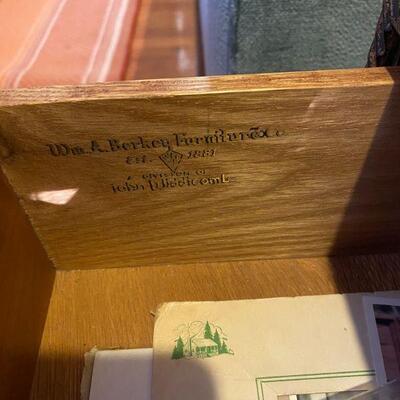 Wm. A. Berkey Furniture Co
Est. 1881
Division of
John Widdicomb